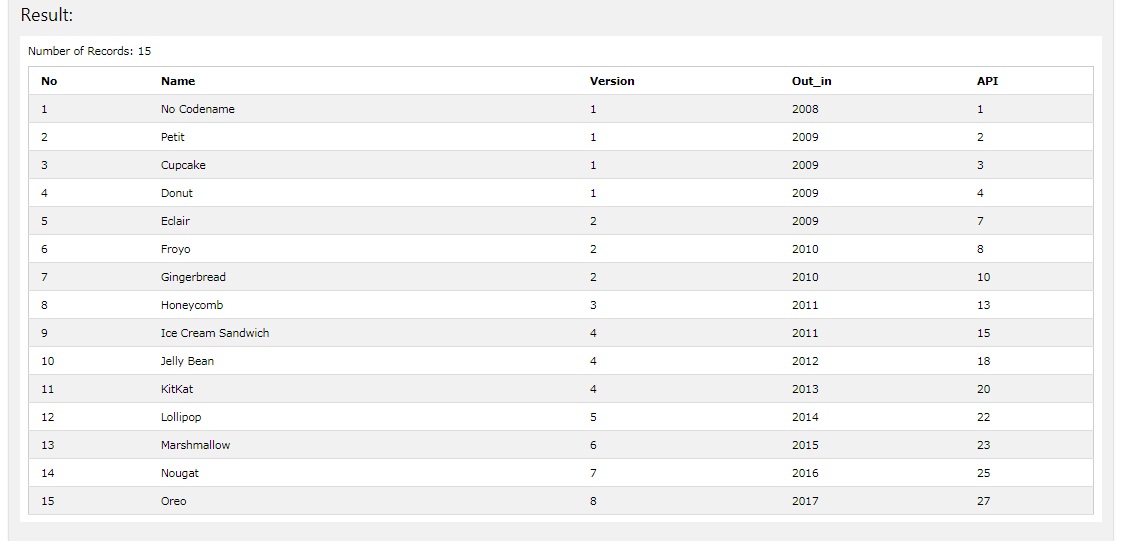 Result:
Number of Records: 15
No Name Version Out_in API
1 No Codename 1 2008 1
2 Petit 1 2009 2
3 Cupcake 1 2009 3
4 Donut 1 2009 4
5 Eclair 2 2009 7
6 Froyo 2 2010 8
7 Gingerbread 2 2010 10
8 Honeycomb 3 2011 13
9 Ice Cream Sandwich 4 2011 15
10 Jelly Bean 4 2012 18
11 KitKat 4 2013 20
12 Lollipop 5 2014 22
13 Marshmallow 6 2015 23
14 Nougat 7 2016 25
15 Oreo 8 2017 27